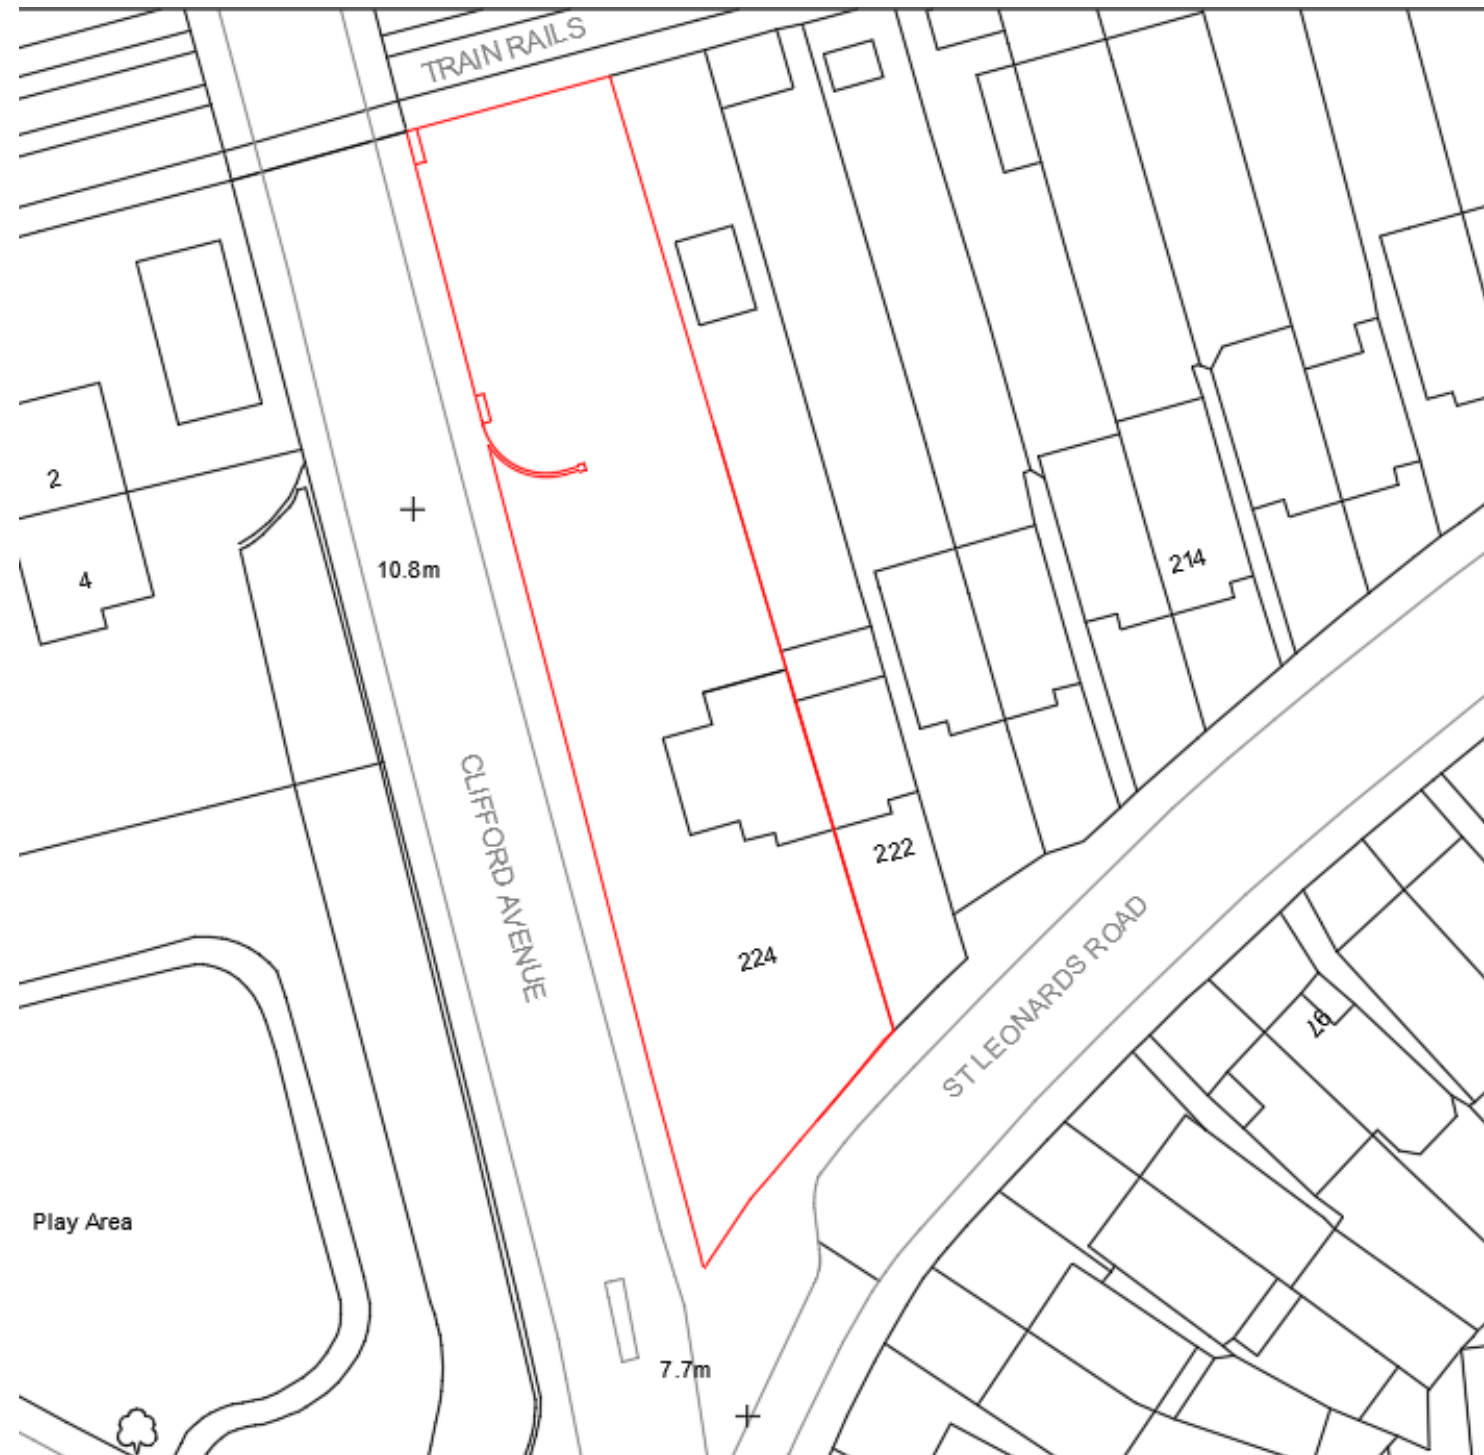 TRAIN RAILS
2
4
10.8m
214
CLIFFORD AVENUE
222
224
ST LEONARDS ROAD
97
Play Area
7.7m